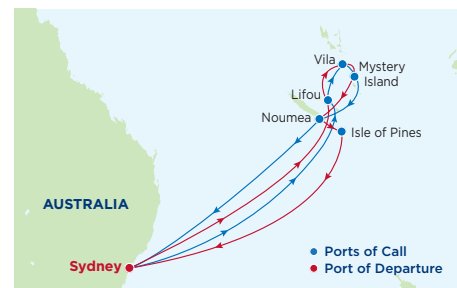 Vila
Mystery
Island
Lifou
Noumea
Isle of Pines
AUSTRALIA
Sydney
Ports of Call
Port of Departure